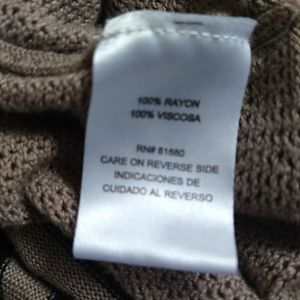 100% RAYON
100% VISCOSA
RN# 61680
CARE ON REVERSE SIDE
INDICACIONES DE
CUIDADO AL REVERSO